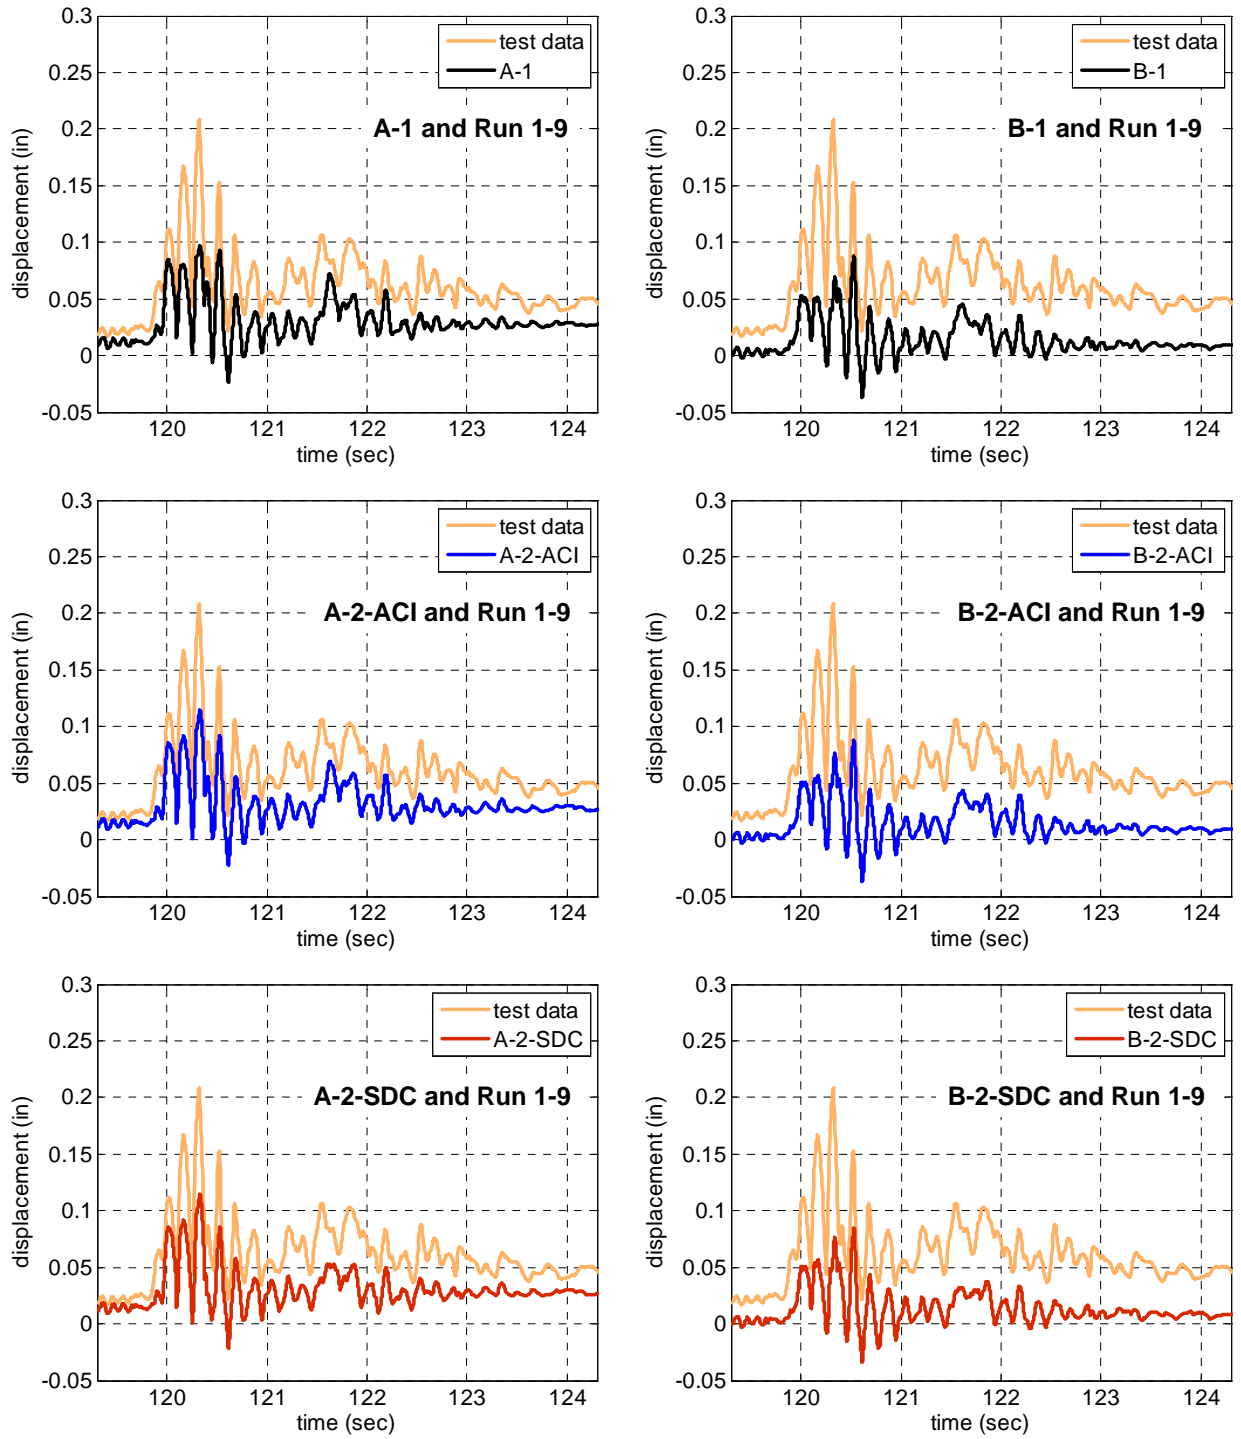 0.3
0.25
0.2
0.15
0.1
0.05
0
-0.05
displacement (in)
test data
A-1
A-1 and Run 1-9
120
121
122
123
124
time (sec)
0.3
0.25
0.2
0.15
0.1
0.05
0
-0.05
displacement (in)
test data
B-1
B-1 and Run 1-9
120
121
122
123
124
time (sec)
0.3
0.25
0.2
0.15
0.1
0.05
0
-0.05
displacement (in)
test data
A-2-ACI
A-2-ACI and Run 1-9
120
121
122
123
124
time (sec)
0.3
0.25
0.2
0.15
0.1
0.05
0
-0.05
displacement (in)
test data
B-2-ACI
B-2-ACI and Run 1-9
120
121
122
123
124
time (sec)
0.3
0.25
0.2
0.15
0.1
0.05
0
-0.05
displacement (in)
test data
A-2-SDC
A-2-SDC and Run 1-9
120
121
122
123
124
time (sec)
0.3
0.25
0.2
0.15
0.1
0.05
0
-0.05
displacement (in)
test data
B-2-SDC
B-2-SDC and Run 1-9
120
121
122
123
124
time (sec)